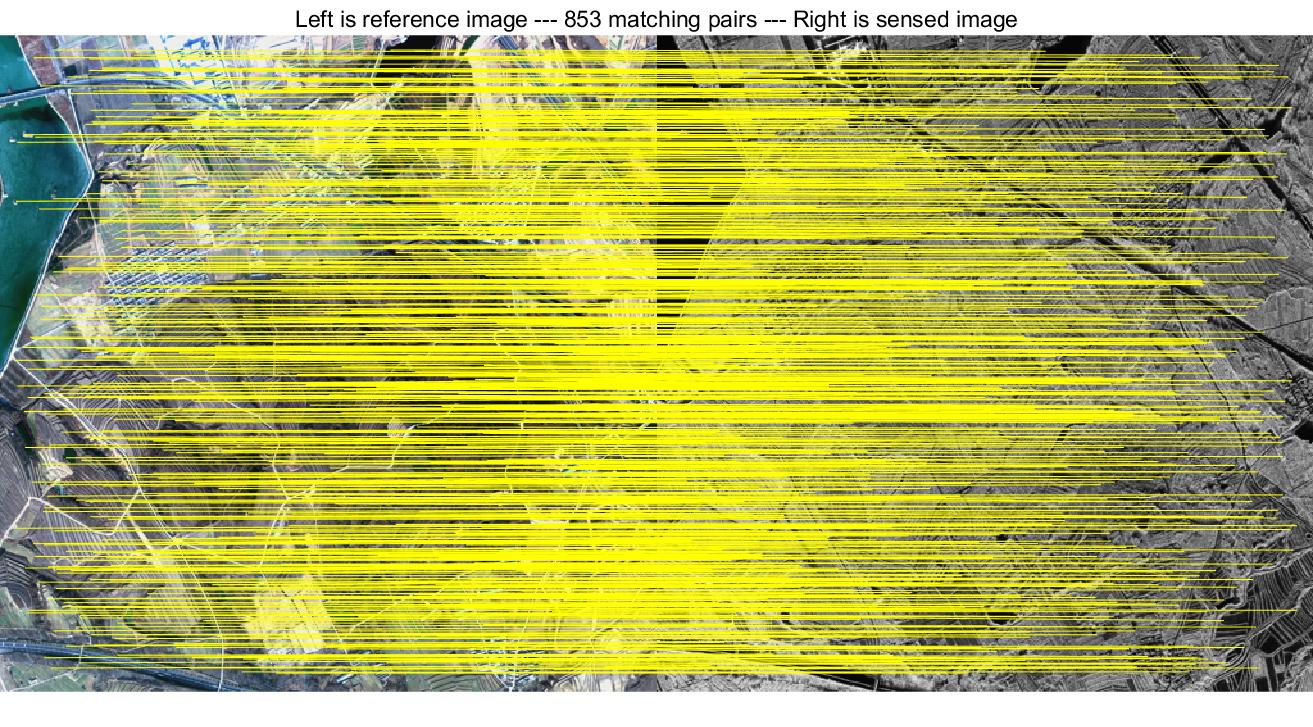 Left is reference image --- 853 matching pairs --- Right is sensed image